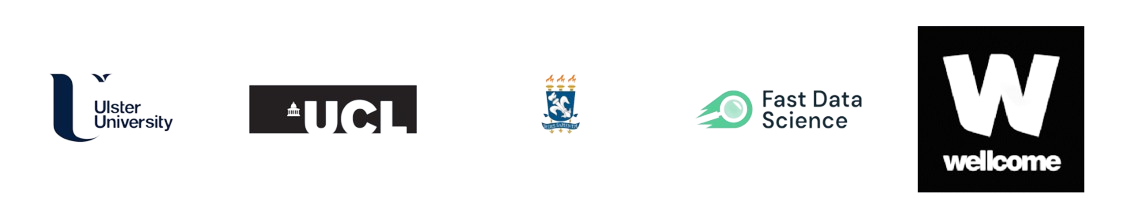 Ulster
University
UCL
Fast Data
Science
W
wellcome